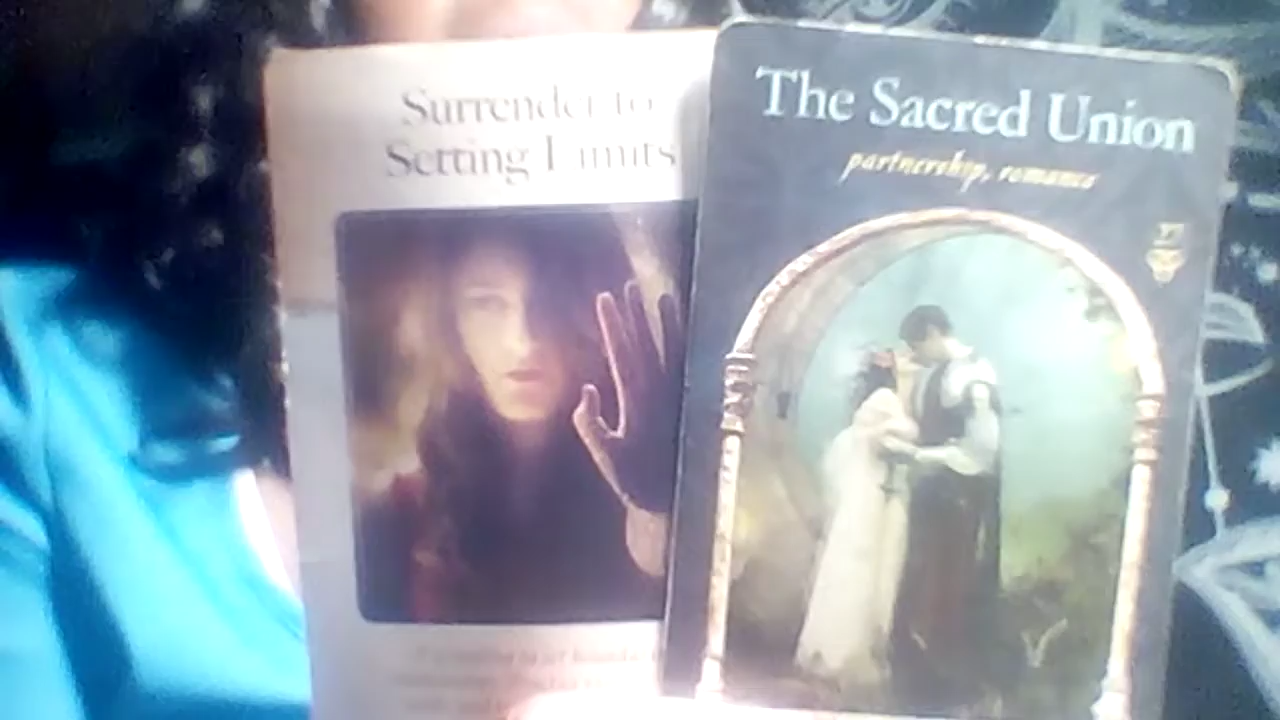 Surrender to
Setting Limits
The Sacred Union
partnership, romance